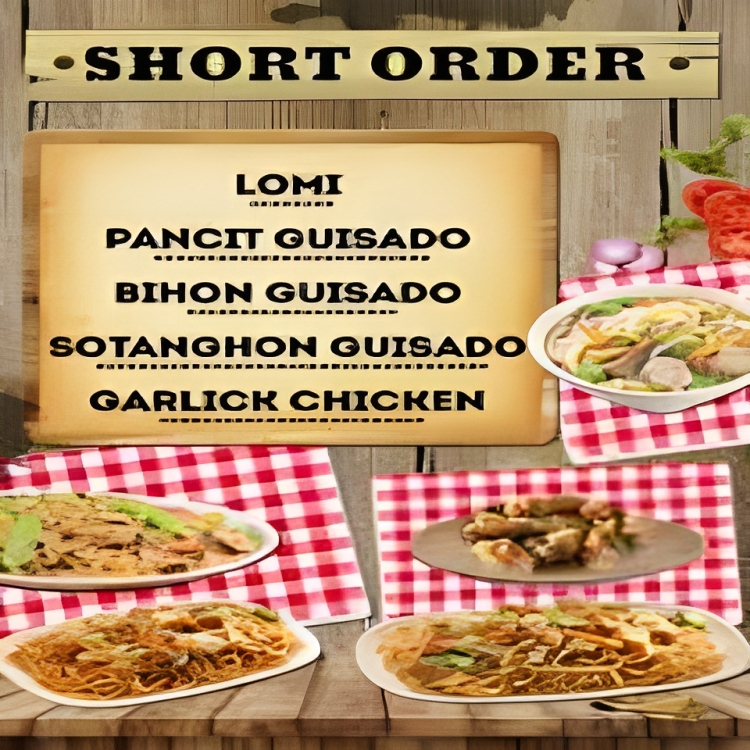 SHORT ORDER
LOMI
PANCIT GUISADO
BIHON GUISADO
SOTANGHON GUISADO
GARLICK CHICKEN